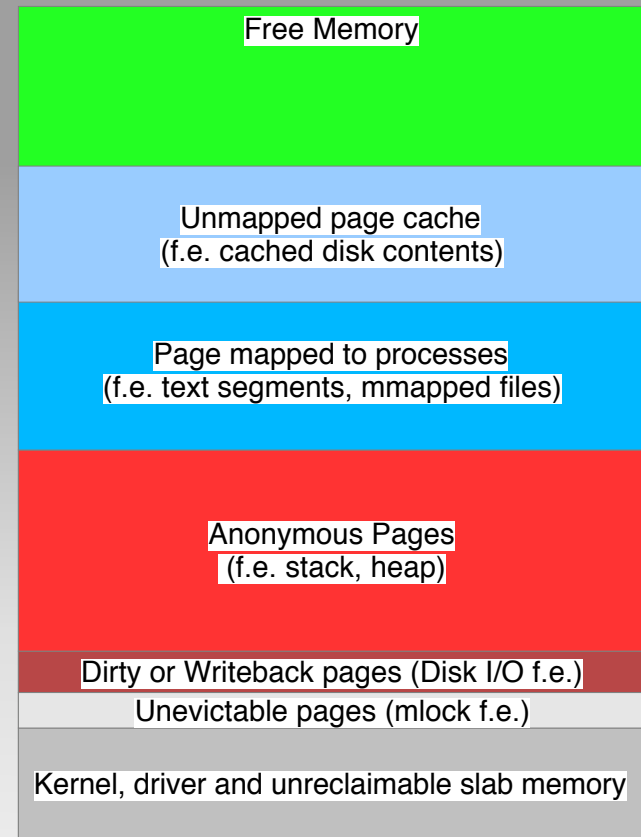 Free Memory
Unmapped page cache
(f.e. cached disk contents)
Page mapped to processes
(f.e. text segments, mmapped files)
Anonymous Pages
(f.e. stack, heap)
Dirty or Writeback pages (Disk I/O f.e.)
Unevictable pages (mlock f.e.)
Kernel, driver and unreclaimable slab memory